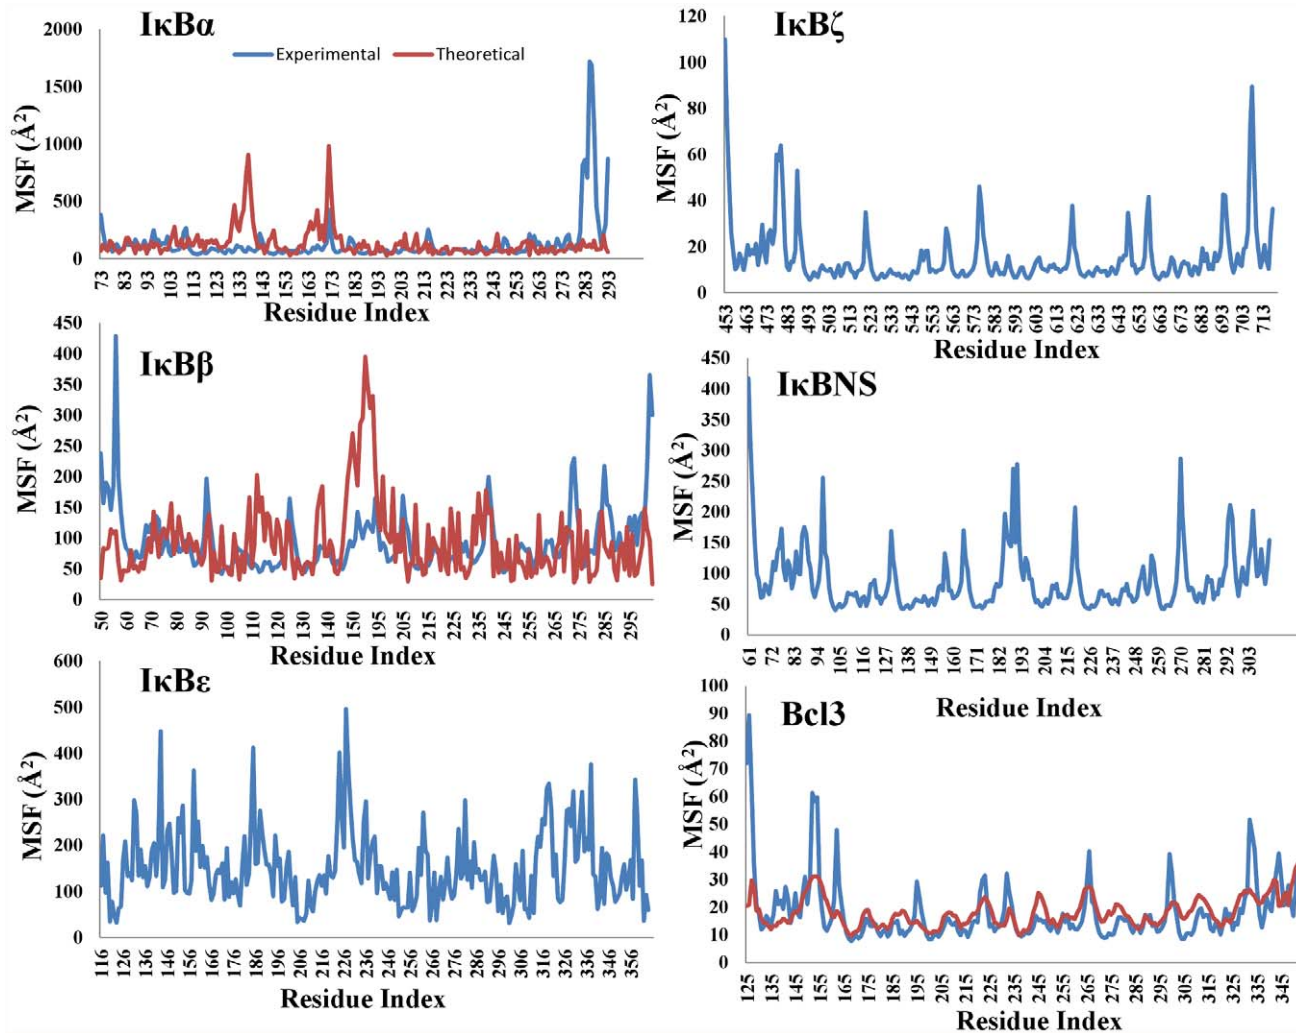 IκBα
Experimental Theoretical
MSF (Å²)
2000
1500
1000
500
0
73 83 93 103 113 123 133 143 153 163 173 183 193 203 213 223 233 243 253 263 273 283 293
Residue Index
IκBζ
MSF (Å²)
120
100
80
60
40
20
0
453 463 473 483 493 503 513 523 533 543 553 563 573 583 593 603 613 623 633 643 653 663 673 683 693 703 713
Residue Index
IκBβ
MSF (Å²)
450
400
350
300
250
200
150
100
50
0
50 60 70 80 90 100 110 120 130 140 150 195 205 215 225 235 245 255 265 275 285 295
Residue Index
IκBNS
MSF (Å²)
450
400
350
300
250
200
150
100
50
0
61 72 83 94 105 116 127 138 149 160 171 182 193 204 215 226 237 248 259 270 281 292 303
Residue Index
IκBε
MSF (Å²)
600
500
400
300
200
100
0
116 126 136 146 156 166 176 186 196 206 216 226 236 246 256 266 276 286 296 306 316 326 336 346 356
Residue Index
Bcl3
MSF (Å²)
100
90
80
70
60
50
40
30
20
10
0
125 135 145 155 165 175 185 195 205 215 225 235 245 255 265 275 285 295 305 315 325 335 345
Residue Index